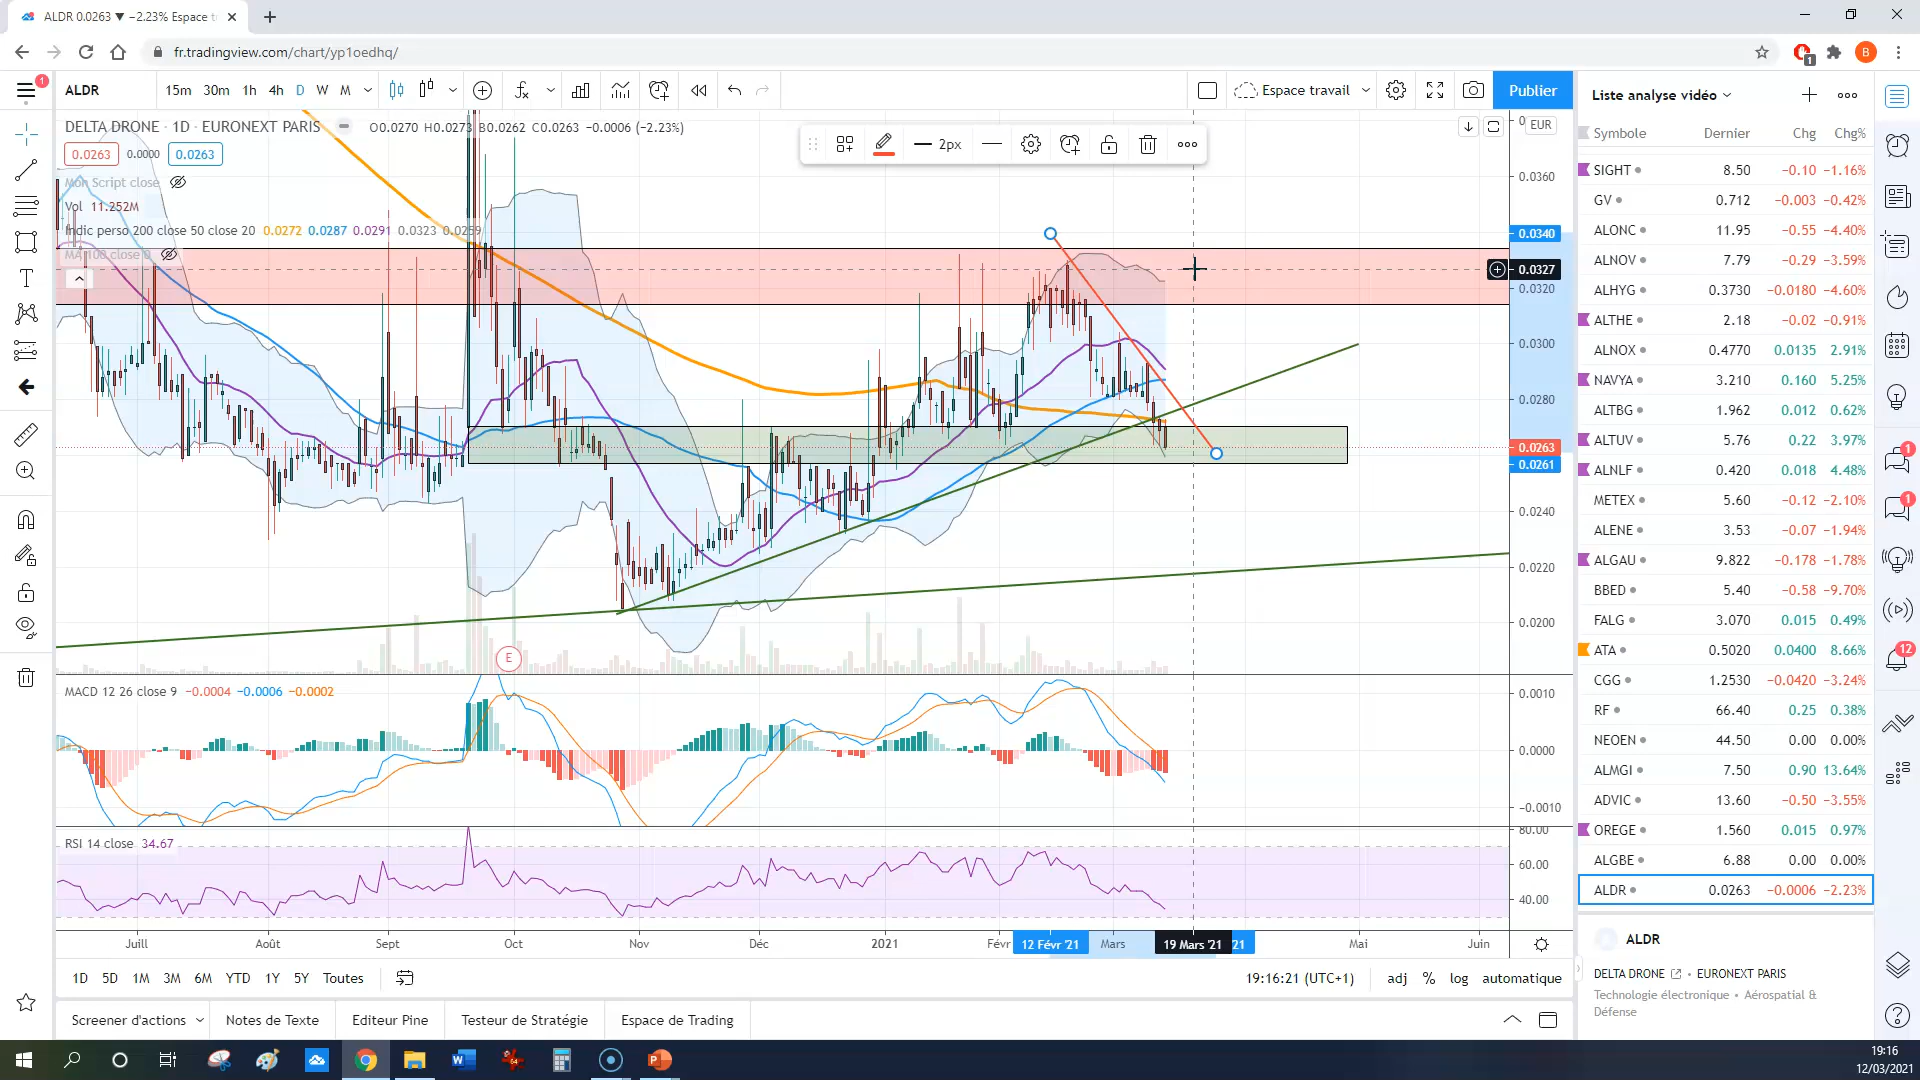 ALDR 0.0263 ▼ −2.23% Espace t
fr.tradingview.com/chart/yp1oedhq/
B
1
1
ALDR
15m 30m 1h 4h D W M
Espace travail
Publier
DELTA DRONE · 1D · EURONEXT PARIS
O0.0270 H0.0273 B0.0262 C0.0263 −0.0006 (−2.23%)
0.0263 0.0000 0.0263
Mon Script close
Vol 11.252M
Indic perso 200 close 50 close 20 0.0272 0.0287 0.0291 0.0323 0.0259
MA 100 close 0
2px
EUR
0.0360
0.0340
0.0327
0.0320
0.0300
0.0280
0.0263
0.0261
0.0240
0.0220
0.0200
E
MACD 12 26 close 9 −0.0004 −0.0006 −0.0002
0.0010
0.0000
−0.0010
RSI 14 close 34.67
80.00
60.00
40.00
Juill Août Sept Oct Nov Déc 2021 Févr 12 Févr '21 Mars 19 Mars '21 21 Mai Juin
1D 5D 1M 3M 6M YTD 1Y 5Y Toutes
19:16:21 (UTC+1) adj % log automatique
Screener d'actions Notes de Texte Editeur Pine Testeur de Stratégie Espace de Trading
Liste analyse vidéo
Symbole Dernier Chg Chg%
SIGHT 8.50 −0.10 −1.16%
GV 0.712 −0.003 −0.42%
ALONC 11.95 −0.55 −4.40%
ALNOV 7.79 −0.29 −3.59%
ALHYG 0.3730 −0.0180 −4.60%
ALTHE 2.18 −0.02 −0.91%
ALNOX 0.4770 0.0135 2.91%
NAVYA 3.210 0.160 5.25%
ALTBG 1.962 0.012 0.62%
ALTUV 5.76 0.22 3.97%
ALNLF 0.420 0.018 4.48%
METEX 5.60 −0.12 −2.10%
ALENE 3.53 −0.07 −1.94%
ALGAU 9.822 −0.178 −1.78%
BBED 5.40 −0.58 −9.70%
FALG 3.070 0.015 0.49%
ATA 0.5020 0.0400 8.66%
CGG 1.2530 −0.0420 −3.24%
RF 66.40 0.25 0.38%
NEOEN 44.50 0.00 0.00%
ALMGI 7.50 0.90 13.64%
ADVIC 13.60 −0.50 −3.55%
OREGE 1.560 0.015 0.97%
ALGBE 6.88 0.00 0.00%
ALDR 0.0263 −0.0006 −2.23%
ALDR
DELTA DRONE • EURONEXT PARIS
Technologie électronique • Aérospatial &
Défense
1
1
12
19:16
12/03/2021